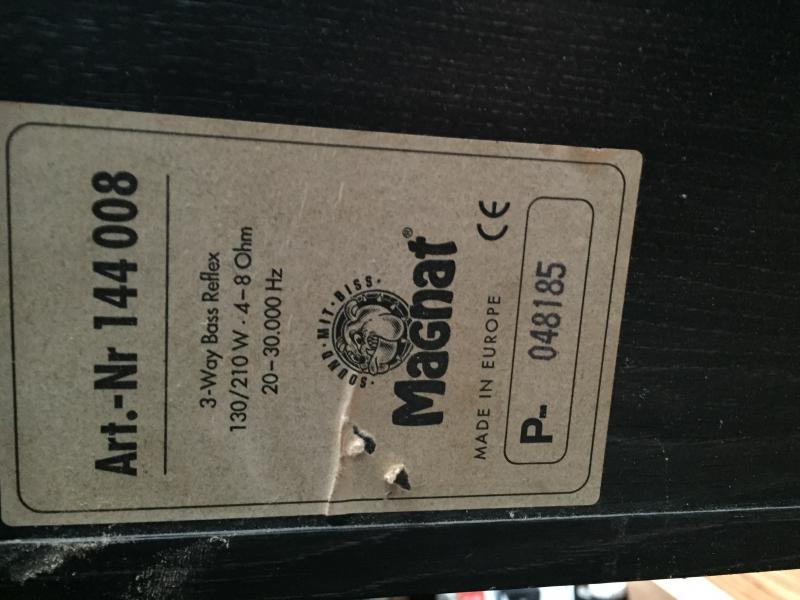 Art.-Nr 144 008
3-Way Bass Reflex
130/210 W · 4–8 Ohm
20–30.000 Hz
SOUND·MIT·BISS·
Magnat®
MADE IN EUROPE CE
P- 048185